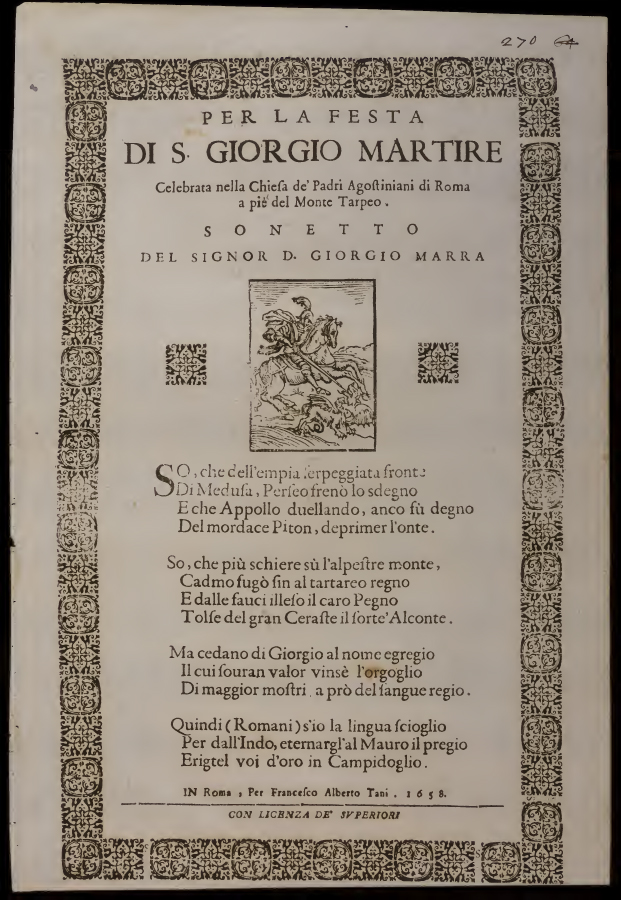 270 64
PER LA FESTA
DI S. GIORGIO MARTIRE
Celebrata nella Chieſa de' Padri Agoſtiniani di Roma
a piè del Monte Tarpeo.
SONETTO
DEL SIGNOR D. GIORGIO MARRA
SO, che dell'empia ſerpeggiata fronte
Di Meduſa, Perſeo frenò lo sdegno
E che Appollo duellando, anco fù degno
Del mordace Piton, deprimer l'onte.
So, che più schiere sù l'alpeſtre monte,
Cadmo fugò ſin al tartareo regno
E dalle fauci illeſo il caro Pegno
Tolſe del gran Ceraſte il forte'Alconte.
Ma cedano di Giorgio al nome egregio
Il cui ſouran valor vinsè l'orgoglio
Di maggior moſtri, a prò del ſangue regio.
Quindi (Romani) s'io la lingua ſcioglio
Per dall'Indo, eternargl'al Mauro il pregio
Erigtel voi d'oro in Campidoglio.
IN Roma, Per Franceſco Alberto Tani. 1658.
CON LICENZA DE' SVPERIORI